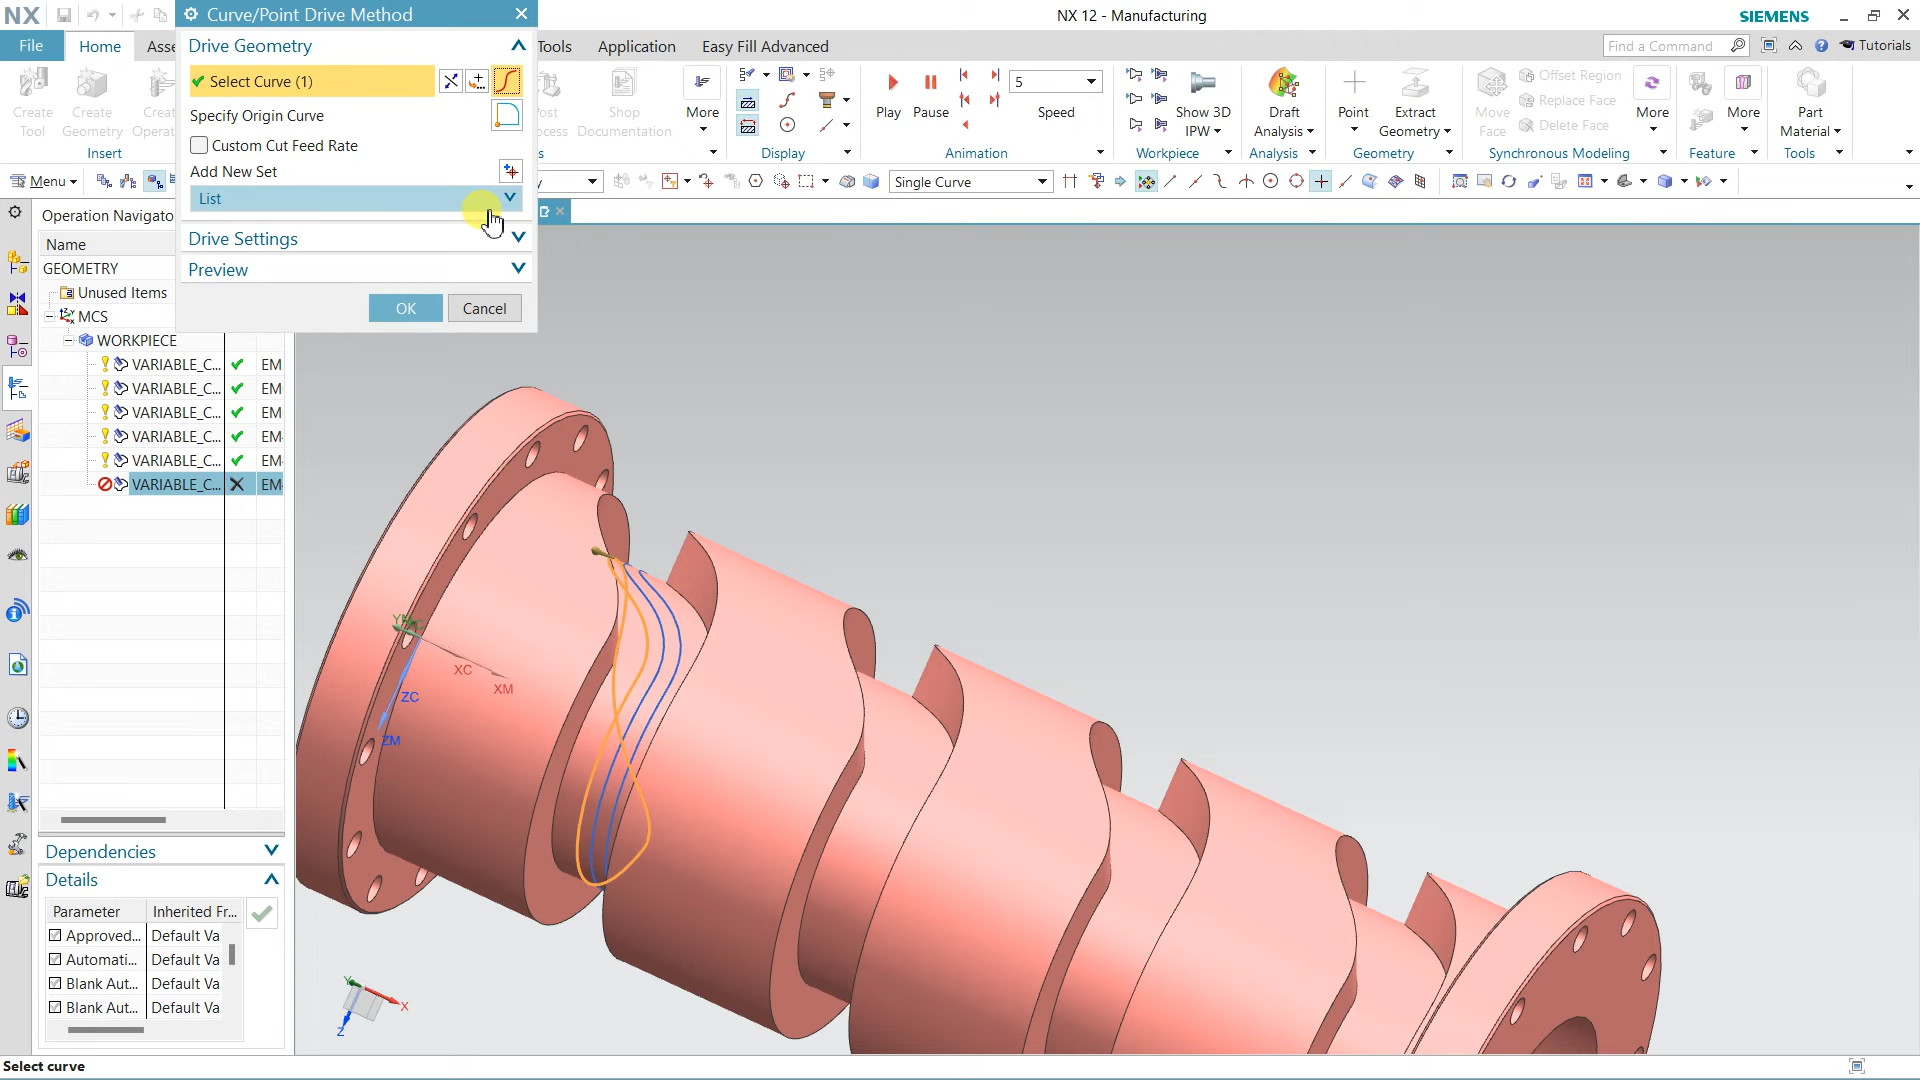 NX
Curve/Point Drive Method
NX 12 - Manufacturing
SIEMENS
File
Home
Asse
Tools
Application
Easy Fill Advanced
Find a Command
Tutorials
Drive Geometry
Select Curve (1)
Specify Origin Curve
Custom Cut Feed Rate
Add New Set
List
Drive Settings
Preview
OK
Cancel
Create
Tool
Create
Geometry
Insert
Shop
Documentation
More
Display
Play
Pause
5
Speed
Animation
Show 3D
IPW
Workpiece
Draft
Analysis
Analysis
Point
Extract
Geometry
Geometry
Move
Face
Offset Region
Replace Face
Delete Face
More
Synchronous Modeling
More
Feature
Part
Material
Tools
Menu
Single Curve
Operation Navigato
Name
GEOMETRY
Unused Items
MCS
WORKPIECE
VARIABLE_C... EM
VARIABLE_C... EM
VARIABLE_C... EM
VARIABLE_C... EM
VARIABLE_C... EM
VARIABLE_C... EM
XC
XM
ZC
ZM
Y
X
Z
Dependencies
Details
Parameter Inherited Fr...
Approved... Default Va
Automati... Default Va
Blank Aut... Default Va
Blank Aut... Default Va
Select curve